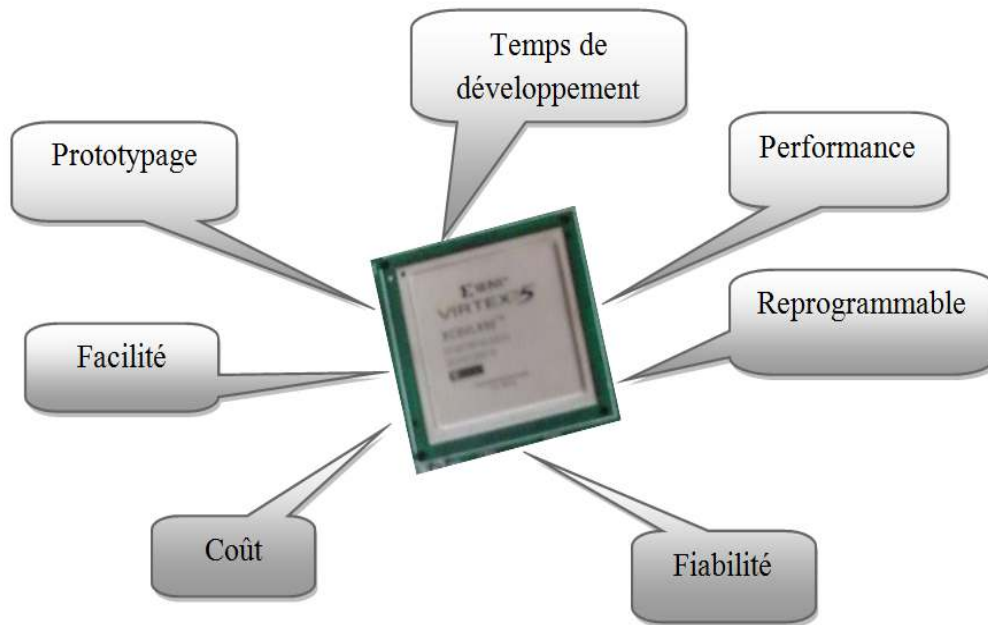 Temps de
développement
Prototypage
Performance
Reprogrammable
Facilité
Coût
Fiabilité
VIRTEX-5